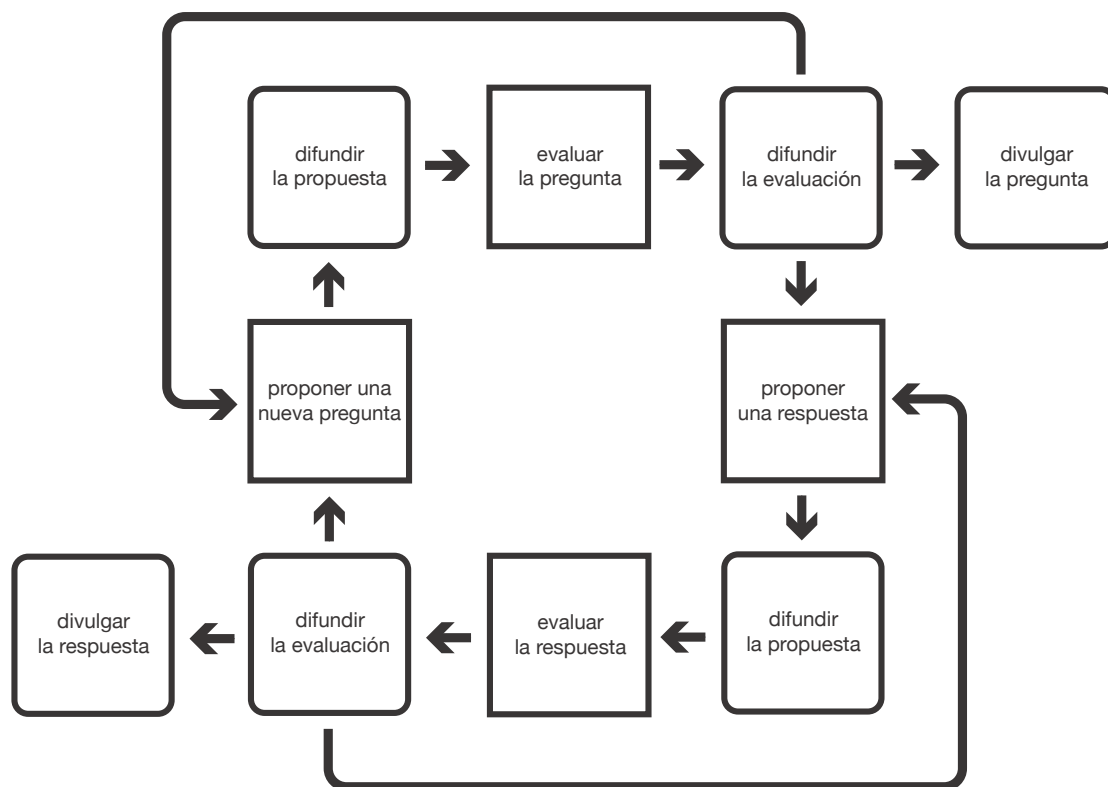 difundir
la propuesta
evaluar
la pregunta
difundir
la evaluación
divulgar
la pregunta
proponer una
nueva pregunta
proponer
una respuesta
divulgar
la respuesta
difundir
la evaluación
evaluar
la respuesta
difundir
la propuesta